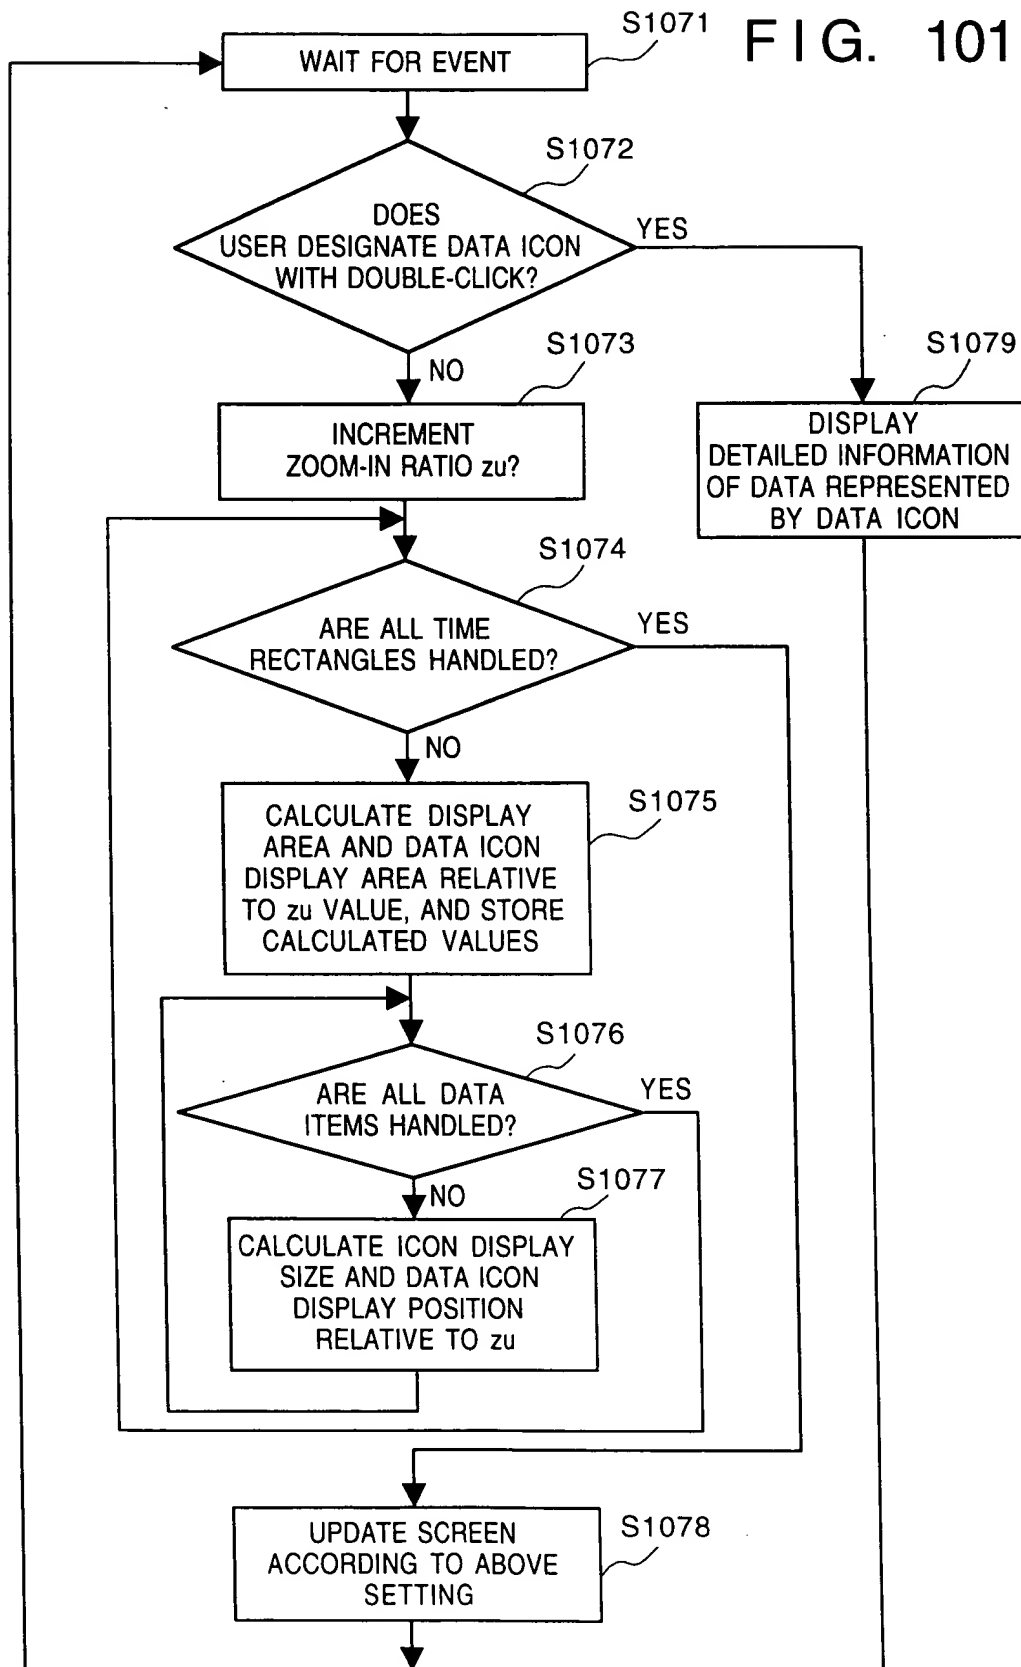 FIG. 101
S1071
WAIT FOR EVENT
S1072
DOES
USER DESIGNATE DATA ICON
WITH DOUBLE-CLICK?
YES
NO
S1073
INCREMENT
ZOOM-IN RATIO zu?
S1079
DISPLAY
DETAILED INFORMATION
OF DATA REPRESENTED
BY DATA ICON
S1074
ARE ALL TIME
RECTANGLES HANDLED?
YES
NO
S1075
CALCULATE DISPLAY
AREA AND DATA ICON
DISPLAY AREA RELATIVE
TO zu VALUE, AND STORE
CALCULATED VALUES
S1076
ARE ALL DATA
ITEMS HANDLED?
YES
NO
S1077
CALCULATE ICON DISPLAY
SIZE AND DATA ICON
DISPLAY POSITION
RELATIVE TO zu
S1078
UPDATE SCREEN
ACCORDING TO ABOVE
SETTING